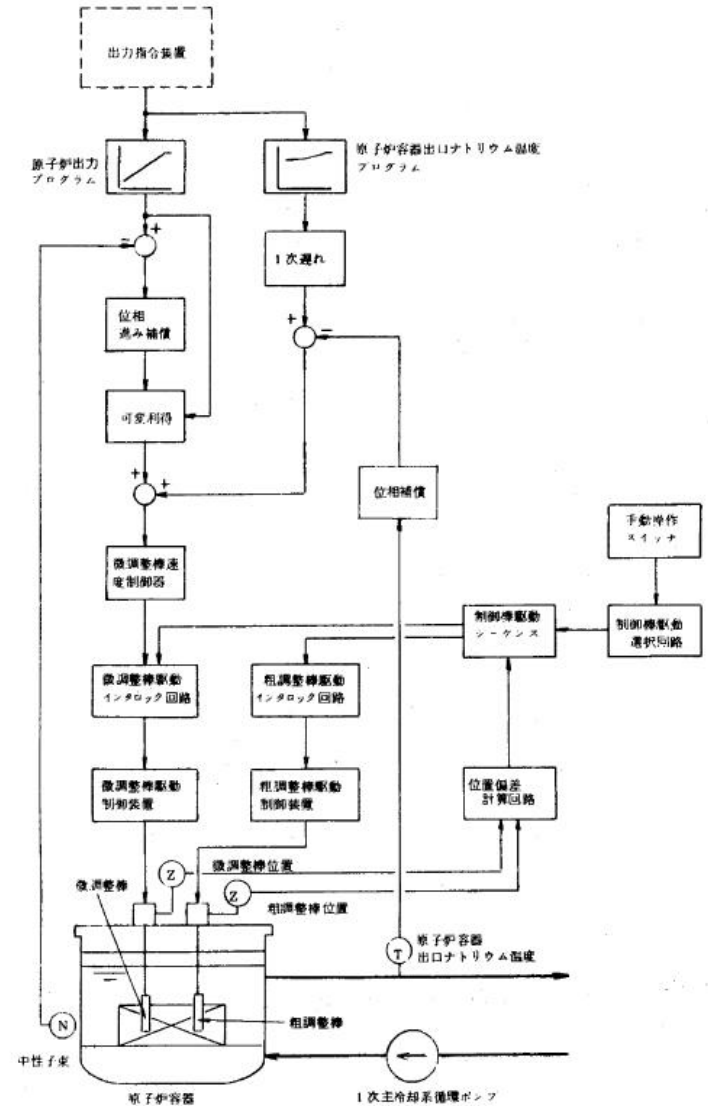 出力指令装置
原子炉出力
プログラム
原子炉容器出口ナトリウム温度
プログラム
1次遅れ
+
−
+
−
位相
進み補償
可変利得
+
+
位相補償
手動操作
スイッチ
微調整棒速
度制御器
制御棒駆動
シーケンス
制御棒駆動
選択回路
微調整棒駆動
インタロック回路
粗調整棒駆動
インタロック回路
微調整棒駆動
制御装置
粗調整棒駆動
制御装置
位置偏差
計算回路
微調整棒位置
Z
微調整棒
Z
粗調整棒位置
T
原子炉容器
出口ナトリウム温度
N
粗調整棒
中性子束
原子炉容器
1次主冷却系循環ポンプ